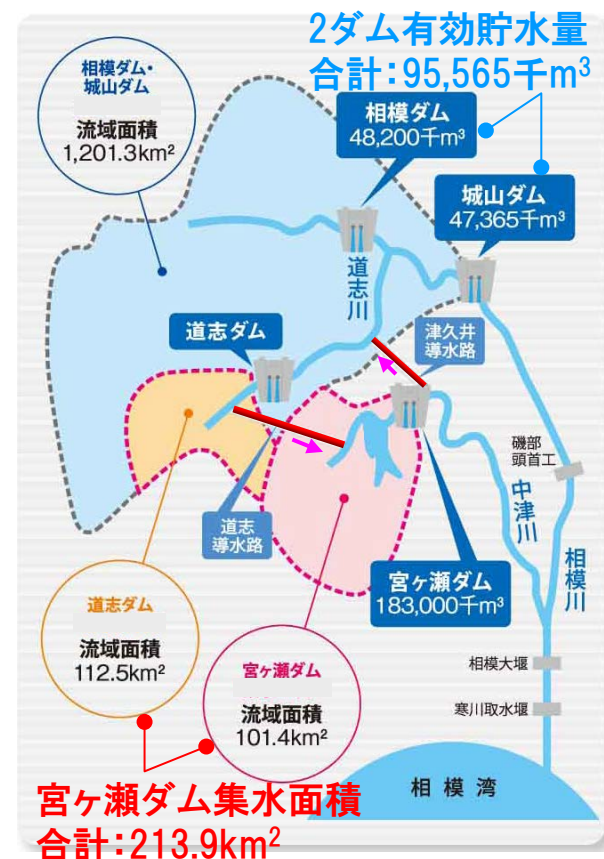 2ダム有効貯水量
合計：95,565千m³
相模ダム・
城山ダム
流域面積
1,201.3km²
相模ダム
48,200千m³
城山ダム
47,365千m³
道志川
道志ダム
津久井
導水路
磯部
頭首工
中津川
相模川
道志
導水路
宮ヶ瀬ダム
183,000千m³
道志ダム
流域面積
112.5km²
宮ヶ瀬ダム
流域面積
101.4km²
相模大堰
寒川取水堰
相模湾
宮ヶ瀬ダム集水面積
合計：213.9km²